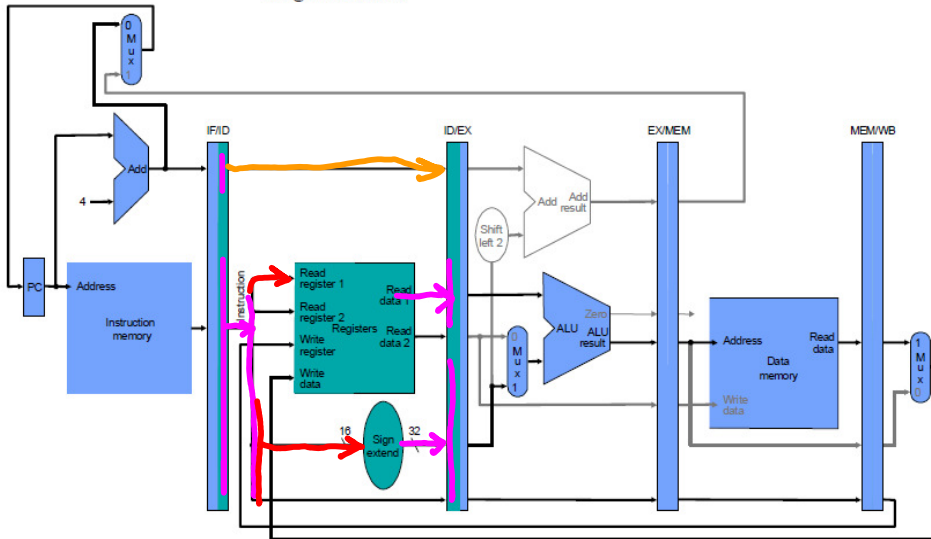 0
M
u
x
1
IF/ID
ID/EX
EX/MEM
MEM/WB
Add
4
Add
Add
result
Shift
left 2
PC
Address
Instruction
memory
Instruction
Read
register 1
Read
data 1
Read
register 2
Registers
Read
data 2
Write
register
Write
data
16
Sign
extend
32
0
M
u
x
1
Zero
ALU
ALU
result
Address
Read
data
Data
memory
Write
data
1
M
u
x
0